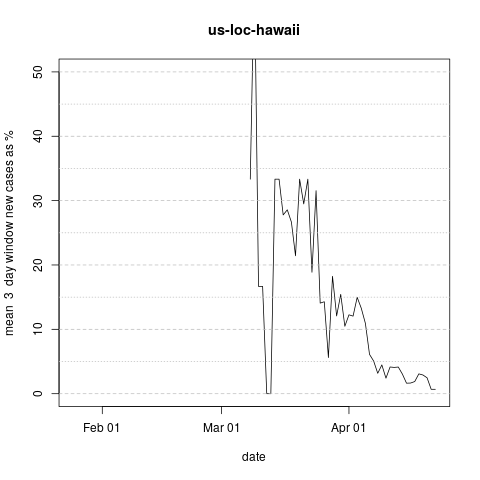 us-loc-hawaii
mean  3  day window new cases as %
50
40
30
20
10
0
Feb 01
Mar 01
Apr 01
date